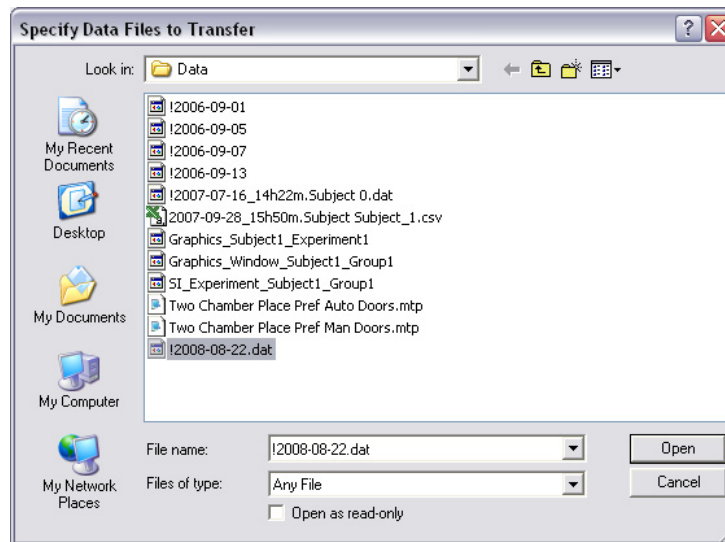 Specify Data Files to Transfer
Look in:
Data
My Recent
Documents
Desktop
My Documents
My Computer
My Network
Places
!2006-09-01
!2006-09-05
!2006-09-07
!2006-09-13
!2007-07-16_14h22m.Subject 0.dat
2007-09-28_15h50m.Subject Subject_1.csv
Graphics_Subject1_Experiment1
Graphics_Window_Subject1_Group1
SI_Experiment_Subject1_Group1
Two Chamber Place Pref Auto Doors.mtp
Two Chamber Place Pref Man Doors.mtp
!2008-08-22.dat
File name:
!2008-08-22.dat
Open
Files of type:
Any File
Cancel
Open as read-only